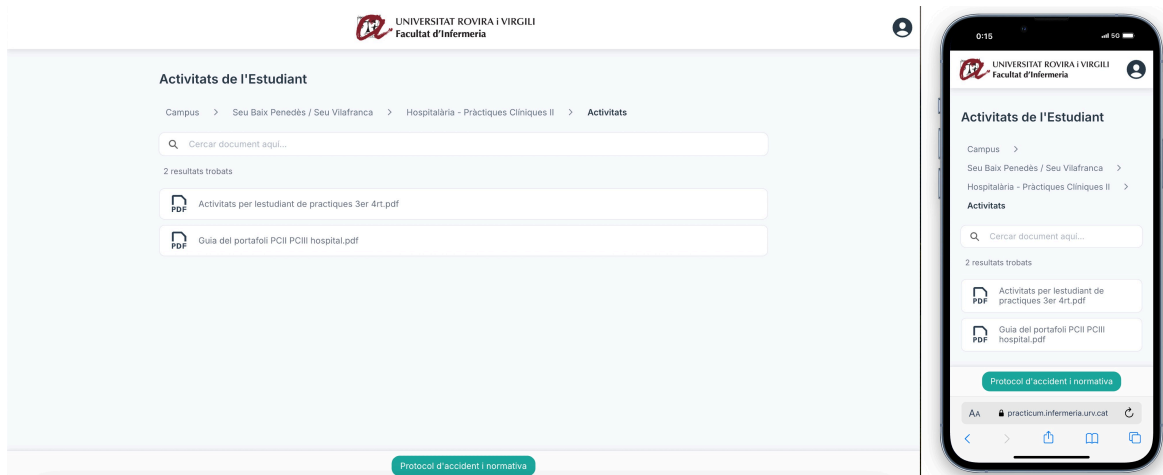 UNIVERSITAT ROVIRA i VIRGILI
Facultat d'Infermeria
Activitats de l'Estudiant
Campus > Seu Baix Penedès / Seu Vilafranca > Hospitalària - Pràctiques Clíniques II > Activitats
Cercar document aquí...
2 resultats trobats
PDF Activitats per lestudiant de practiques 3er 4rt.pdf
PDF Guia del portafoli PCII PCIII hospital.pdf
Protocol d'accident i normativa
0:15 5G
UNIVERSITAT ROVIRA i VIRGILI
Facultat d'Infermeria
Activitats de l'Estudiant
Campus >
Seu Baix Penedès / Seu Vilafranca >
Hospitalària - Pràctiques Clíniques II >
Activitats
Cercar document aquí...
2 resultats trobats
PDF Activitats per lestudiant de
practiques 3er 4rt.pdf
PDF Guia del portafoli PCII PCIII
hospital.pdf
Protocol d'accident i normativa
AA practicum.infermeria.urv.cat